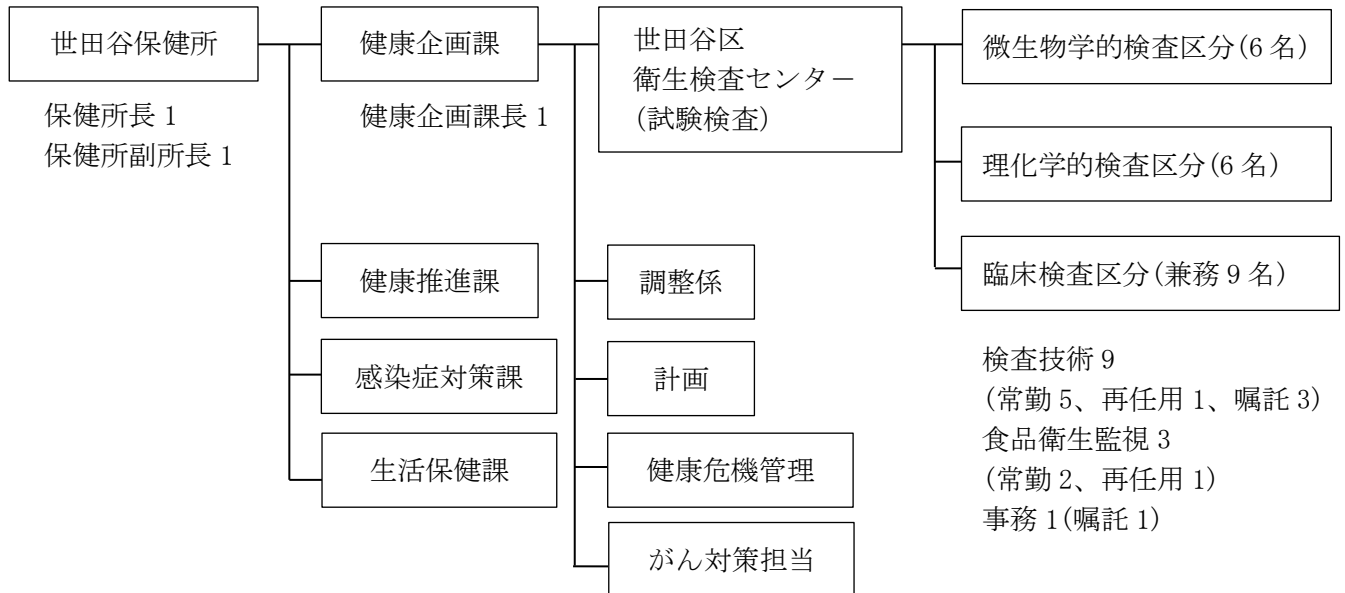 世田谷保健所
保健所長 1
保健所副所長 1
健康企画課
健康企画課長 1
健康推進課
感染症対策課
生活保健課
世田谷区
衛生検査センター
(試験検査)
調整係
計画
健康危機管理
がん対策担当
微生物学的検査区分(6 名)
理化学的検査区分(6 名)
臨床検査区分(兼務 9 名)
検査技術 9
(常勤 5、再任用 1、嘱託 3)
食品衛生監視 3
(常勤 2、再任用 1)
事務 1(嘱託 1)